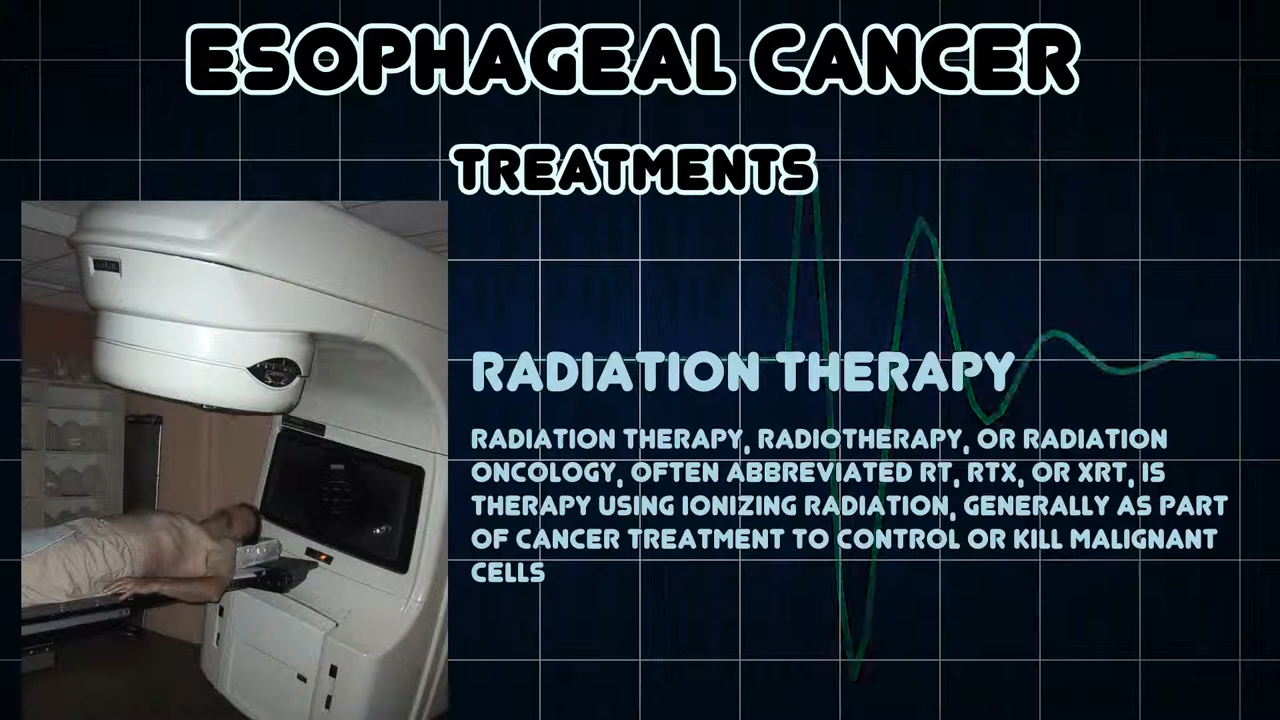 ESOPHAGEAL CANCER
TREATMENTS
RADIATION THERAPY
RADIATION THERAPY, RADIOTHERAPY, OR RADIATION
ONCOLOGY, OFTEN ABBREVIATED RT, RTX, OR XRT, IS
THERAPY USING IONIZING RADIATION, GENERALLY AS PART
OF CANCER TREATMENT TO CONTROL OR KILL MALIGNANT
CELLS